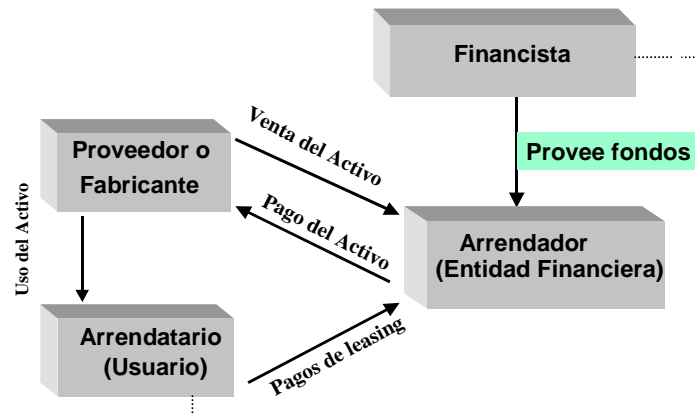 Financista
Venta del Activo
Provee fondos
Proveedor o
Fabricante
Uso del Activo
Pago del Activo
Arrendador
(Entidad Financiera)
Arrendatario
(Usuario)
Pagos de leasing